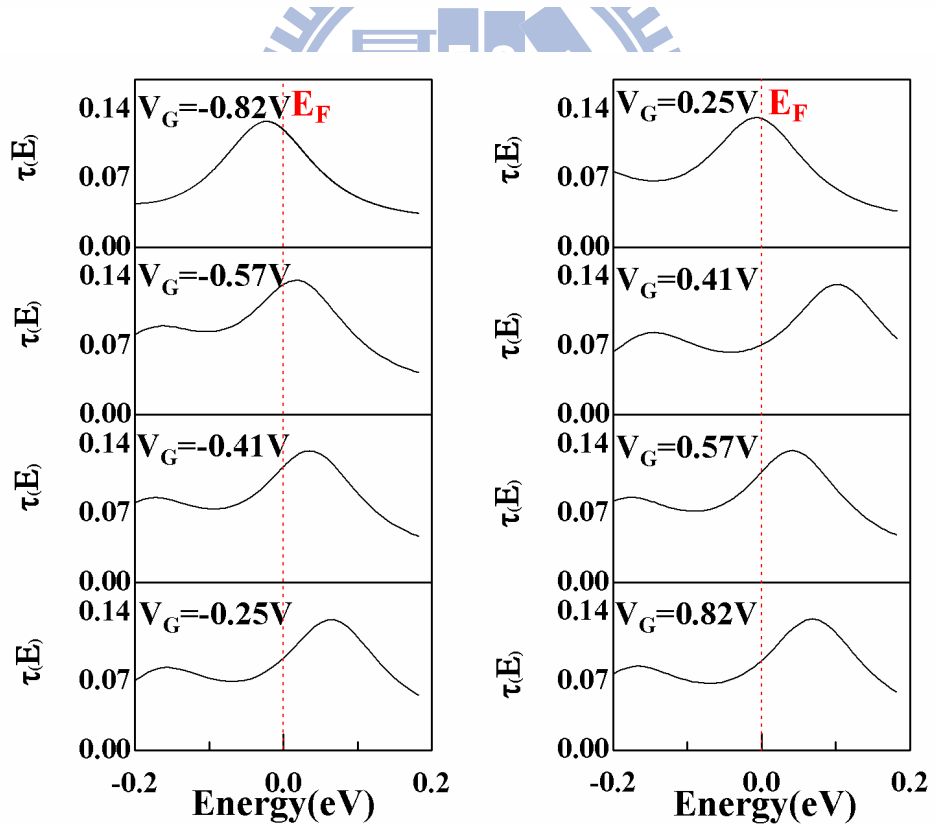 V_G=-0.82V E_F
0.14
0.07
0.00
τ(E)
V_G=-0.57V
0.14
0.07
0.00
τ(E)
V_G=-0.41V
0.14
0.07
0.00
τ(E)
V_G=-0.25V
0.14
0.07
0.00
τ(E)
-0.2 0.0 0.2
Energy(eV)
V_G=0.25V E_F
0.14
0.07
0.00
τ(E)
V_G=0.41V
0.14
0.07
0.00
τ(E)
V_G=0.57V
0.14
0.07
0.00
τ(E)
V_G=0.82V
0.14
0.07
0.00
τ(E)
-0.2 0.0 0.2
Energy(eV)